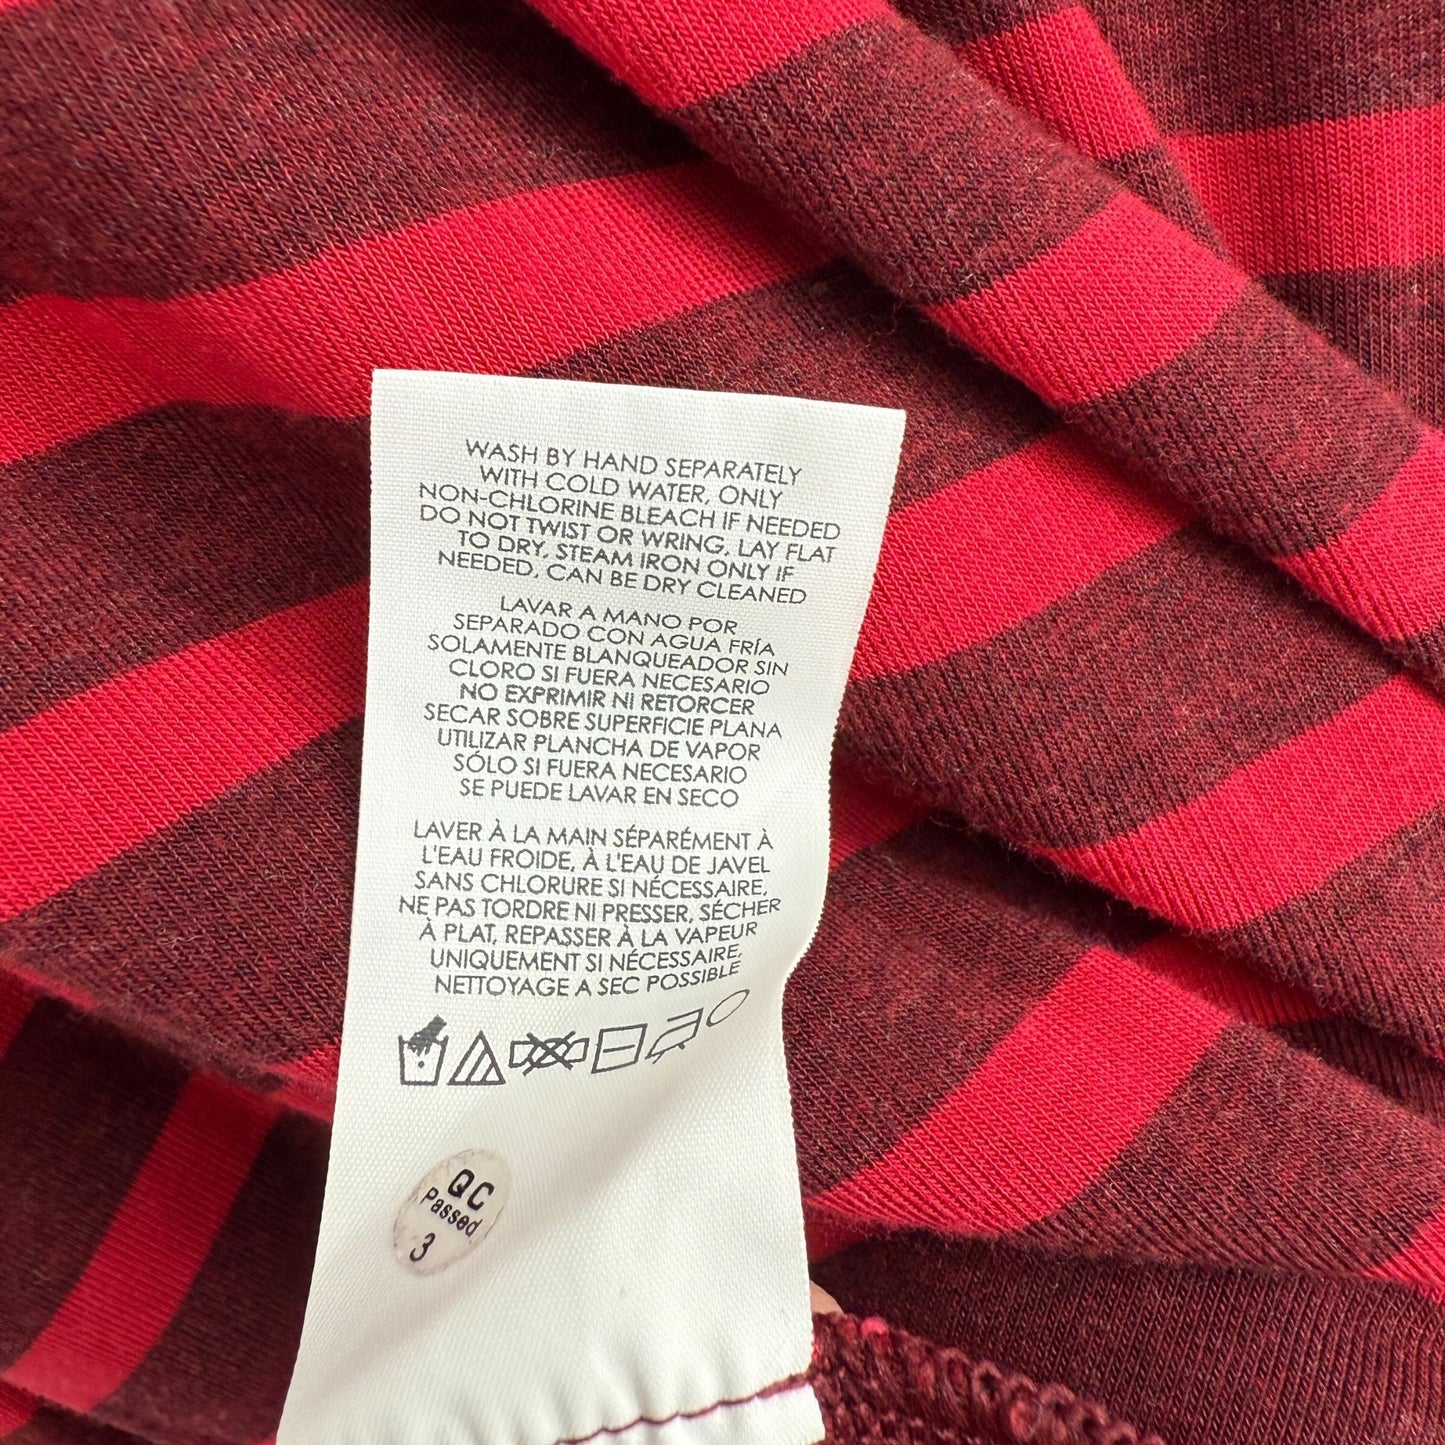 WASH BY HAND SEPARATELY
WITH COLD WATER, ONLY
NON-CHLORINE BLEACH IF NEEDED
DO NOT TWIST OR WRING, LAY FLAT
TO DRY, STEAM IRON ONLY IF
NEEDED, CAN BE DRY CLEANED
LAVAR A MANO POR
SEPARADO CON AGUA FRÍA
SOLAMENTE BLANQUEADOR SIN
CLORO SI FUERA NECESARIO
NO EXPRIMIR NI RETORCER
SECAR SOBRE SUPERFICIE PLANA
UTILIZAR PLANCHA DE VAPOR
SÓLO SI FUERA NECESARIO
SE PUEDE LAVAR EN SECO
LAVER À LA MAIN SÉPARÉMENT À
L'EAU FROIDE, À L'EAU DE JAVEL
SANS CHLORURE SI NÉCESSAIRE,
NE PAS TORDRE NI PRESSER, SÉCHER
À PLAT, REPASSER À LA VAPEUR
UNIQUEMENT SI NÉCESSAIRE,
NETTOYAGE A SEC POSSIBLE
QC
Passed
3